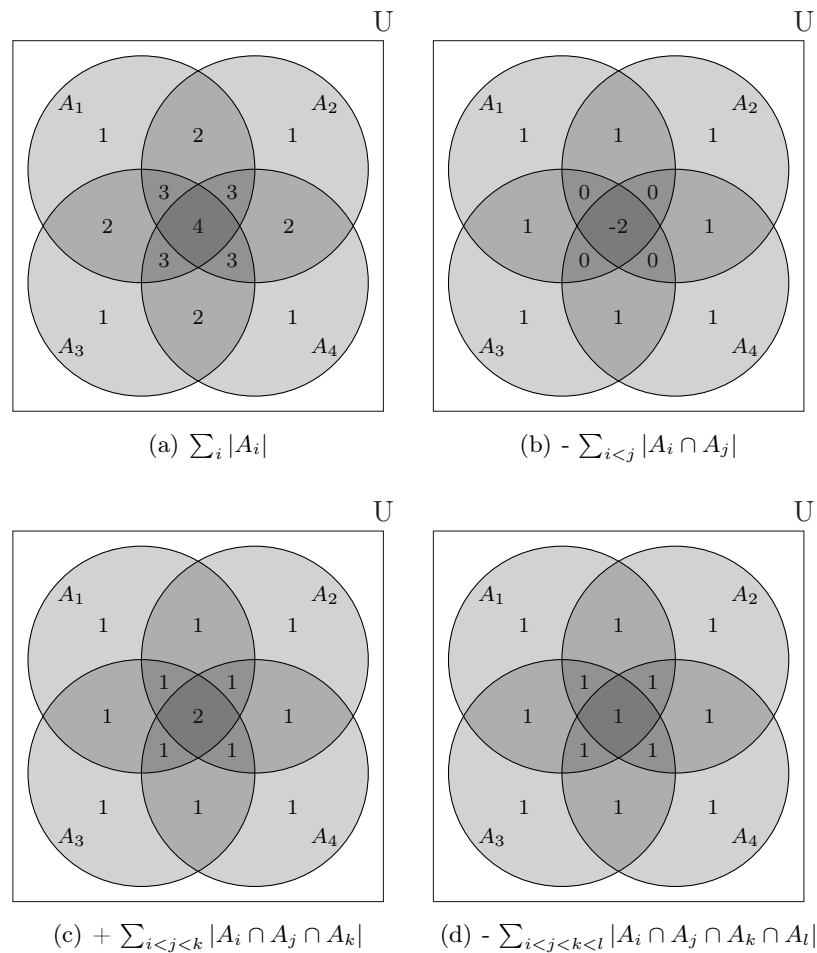 U U
A₁ A₂ A₁ A₂
1 2 1 1 1 1
3 3 0 0
2 4 2 1 -2 1
3 3 0 0
1 2 1 1 1 1
A₃ A₄ A₃ A₄
(a) ∑ᵢ |Aᵢ| (b) - ∑_{i<j} |Aᵢ ∩ Aⱼ|
U U
A₁ A₂ A₁ A₂
1 1 1 1 1 1
1 1 1 1
1 2 1 1 1 1
1 1 1 1
1 1 1 1 1 1
A₃ A₄ A₃ A₄
(c) + ∑_{i<j<k} |Aᵢ ∩ Aⱼ ∩ Aₖ| (d) - ∑_{i<j<k<l} |Aᵢ ∩ Aⱼ ∩ Aₖ ∩ Aₗ|